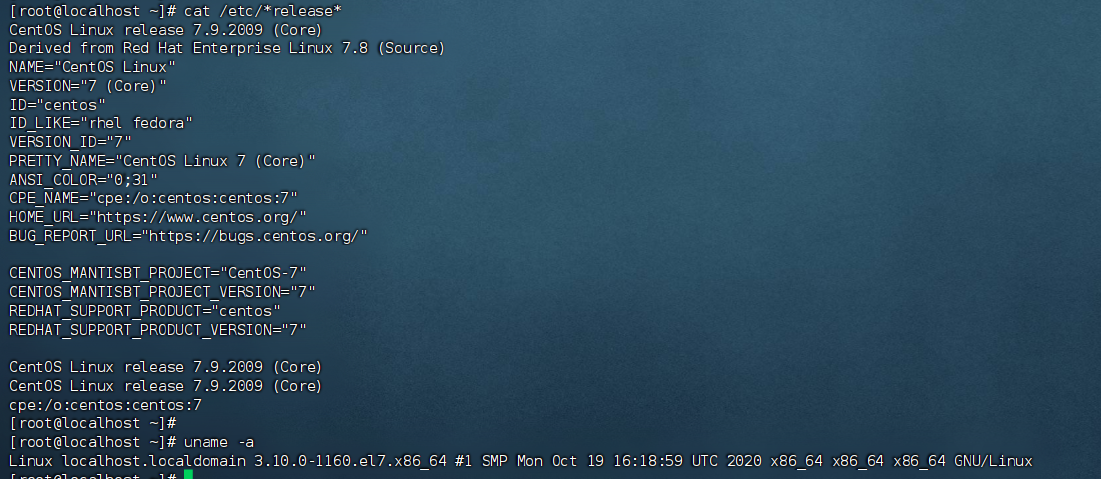 [root@localhost ~]# cat /etc/*release*
CentOS Linux release 7.9.2009 (Core)
Derived from Red Hat Enterprise Linux 7.8 (Source)
NAME="CentOS Linux"
VERSION="7 (Core)"
ID="centos"
ID_LIKE="rhel fedora"
VERSION_ID="7"
PRETTY_NAME="CentOS Linux 7 (Core)"
ANSI_COLOR="0;31"
CPE_NAME="cpe:/o:centos:centos:7"
HOME_URL="https://www.centos.org/"
BUG_REPORT_URL="https://bugs.centos.org/"

CENTOS_MANTISBT_PROJECT="CentOS-7"
CENTOS_MANTISBT_PROJECT_VERSION="7"
REDHAT_SUPPORT_PRODUCT="centos"
REDHAT_SUPPORT_PRODUCT_VERSION="7"

CentOS Linux release 7.9.2009 (Core)
CentOS Linux release 7.9.2009 (Core)
cpe:/o:centos:centos:7
[root@localhost ~]#
[root@localhost ~]# uname -a
Linux localhost.localdomain 3.10.0-1160.el7.x86_64 #1 SMP Mon Oct 19 16:18:59 UTC 2020 x86_64 x86_64 x86_64 GNU/Linux
[root@localhost ~]#